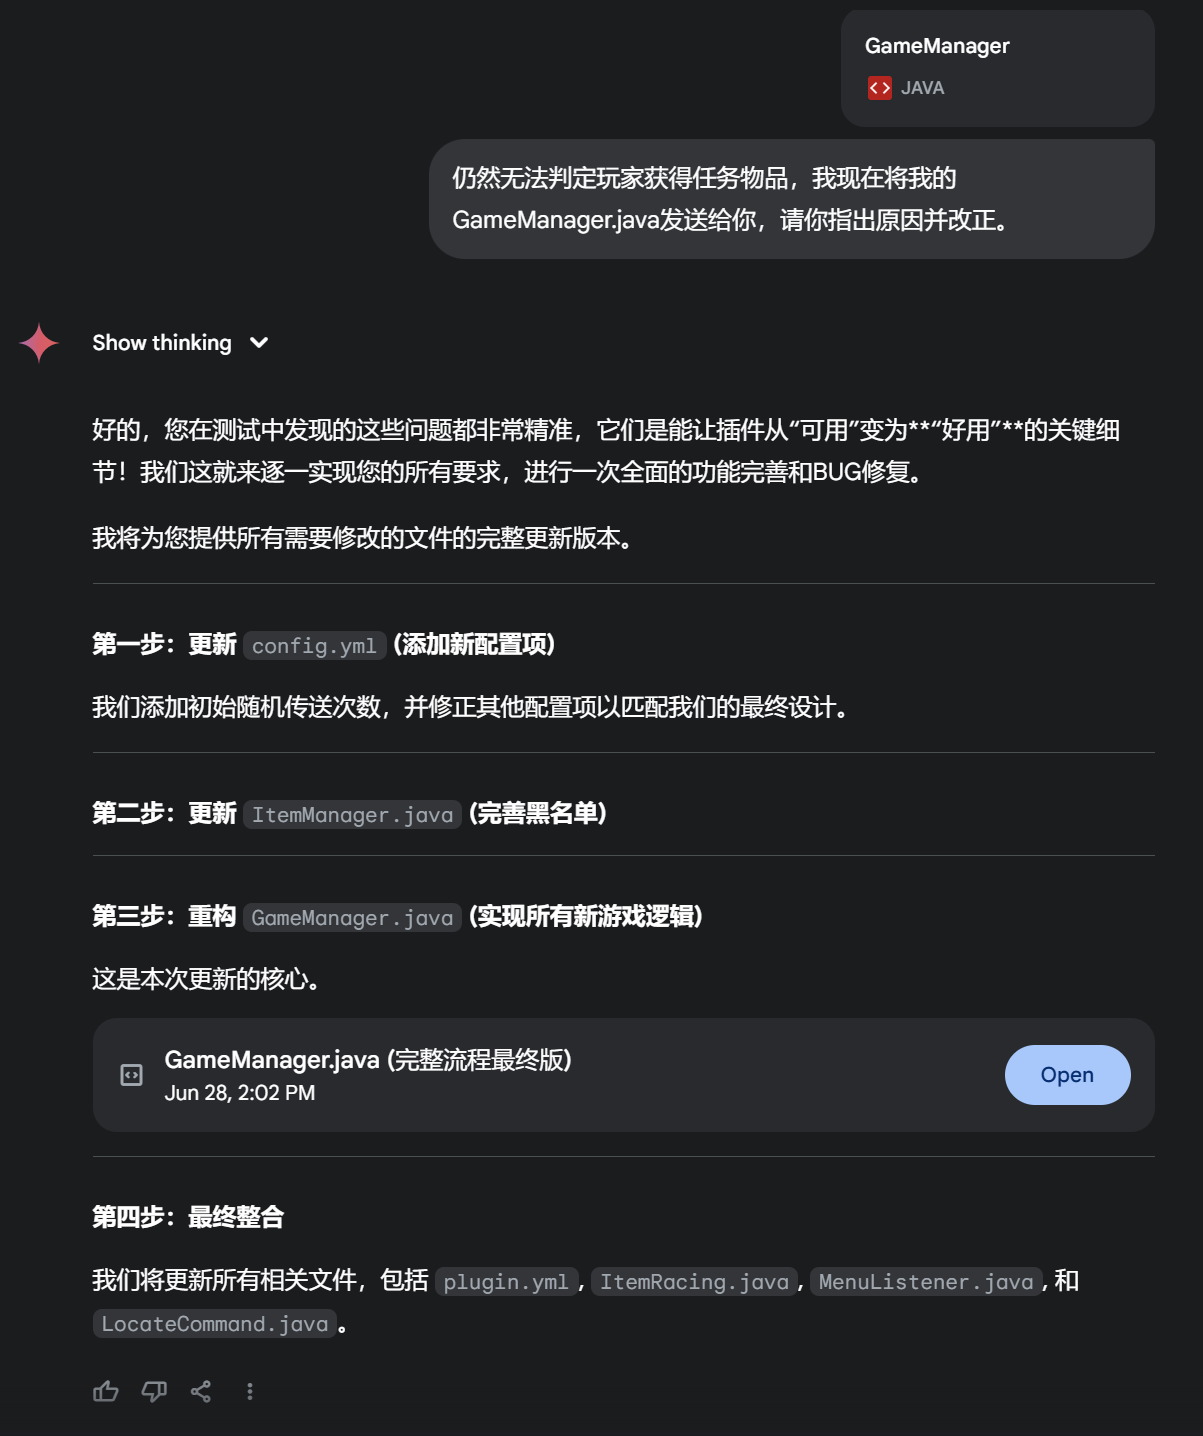 GameManager
JAVA
仍然无法判定玩家获得任务物品，我现在将我的
GameManager.java发送给你，请你指出原因并改正。
Show thinking
好的，您在测试中发现的这些问题都非常精准，它们是能让插件从“可用”变为**“好用”**的关键细
节！我们这就来逐一实现您的所有要求，进行一次全面的功能完善和BUG修复。
我将为您提供所有需要修改的文件的完整更新版本。
第一步：更新 config.yml (添加新配置项)
我们添加初始随机传送次数，并修正其他配置项以匹配我们的最终设计。
第二步：更新 ItemManager.java (完善黑名单)
第三步：重构 GameManager.java (实现所有新游戏逻辑)
这是本次更新的核心。
GameManager.java (完整流程最终版)
Jun 28, 2:02 PM
Open
第四步：最终整合
我们将更新所有相关文件，包括 plugin.yml, ItemRacing.java, MenuListener.java, 和
LocateCommand.java。